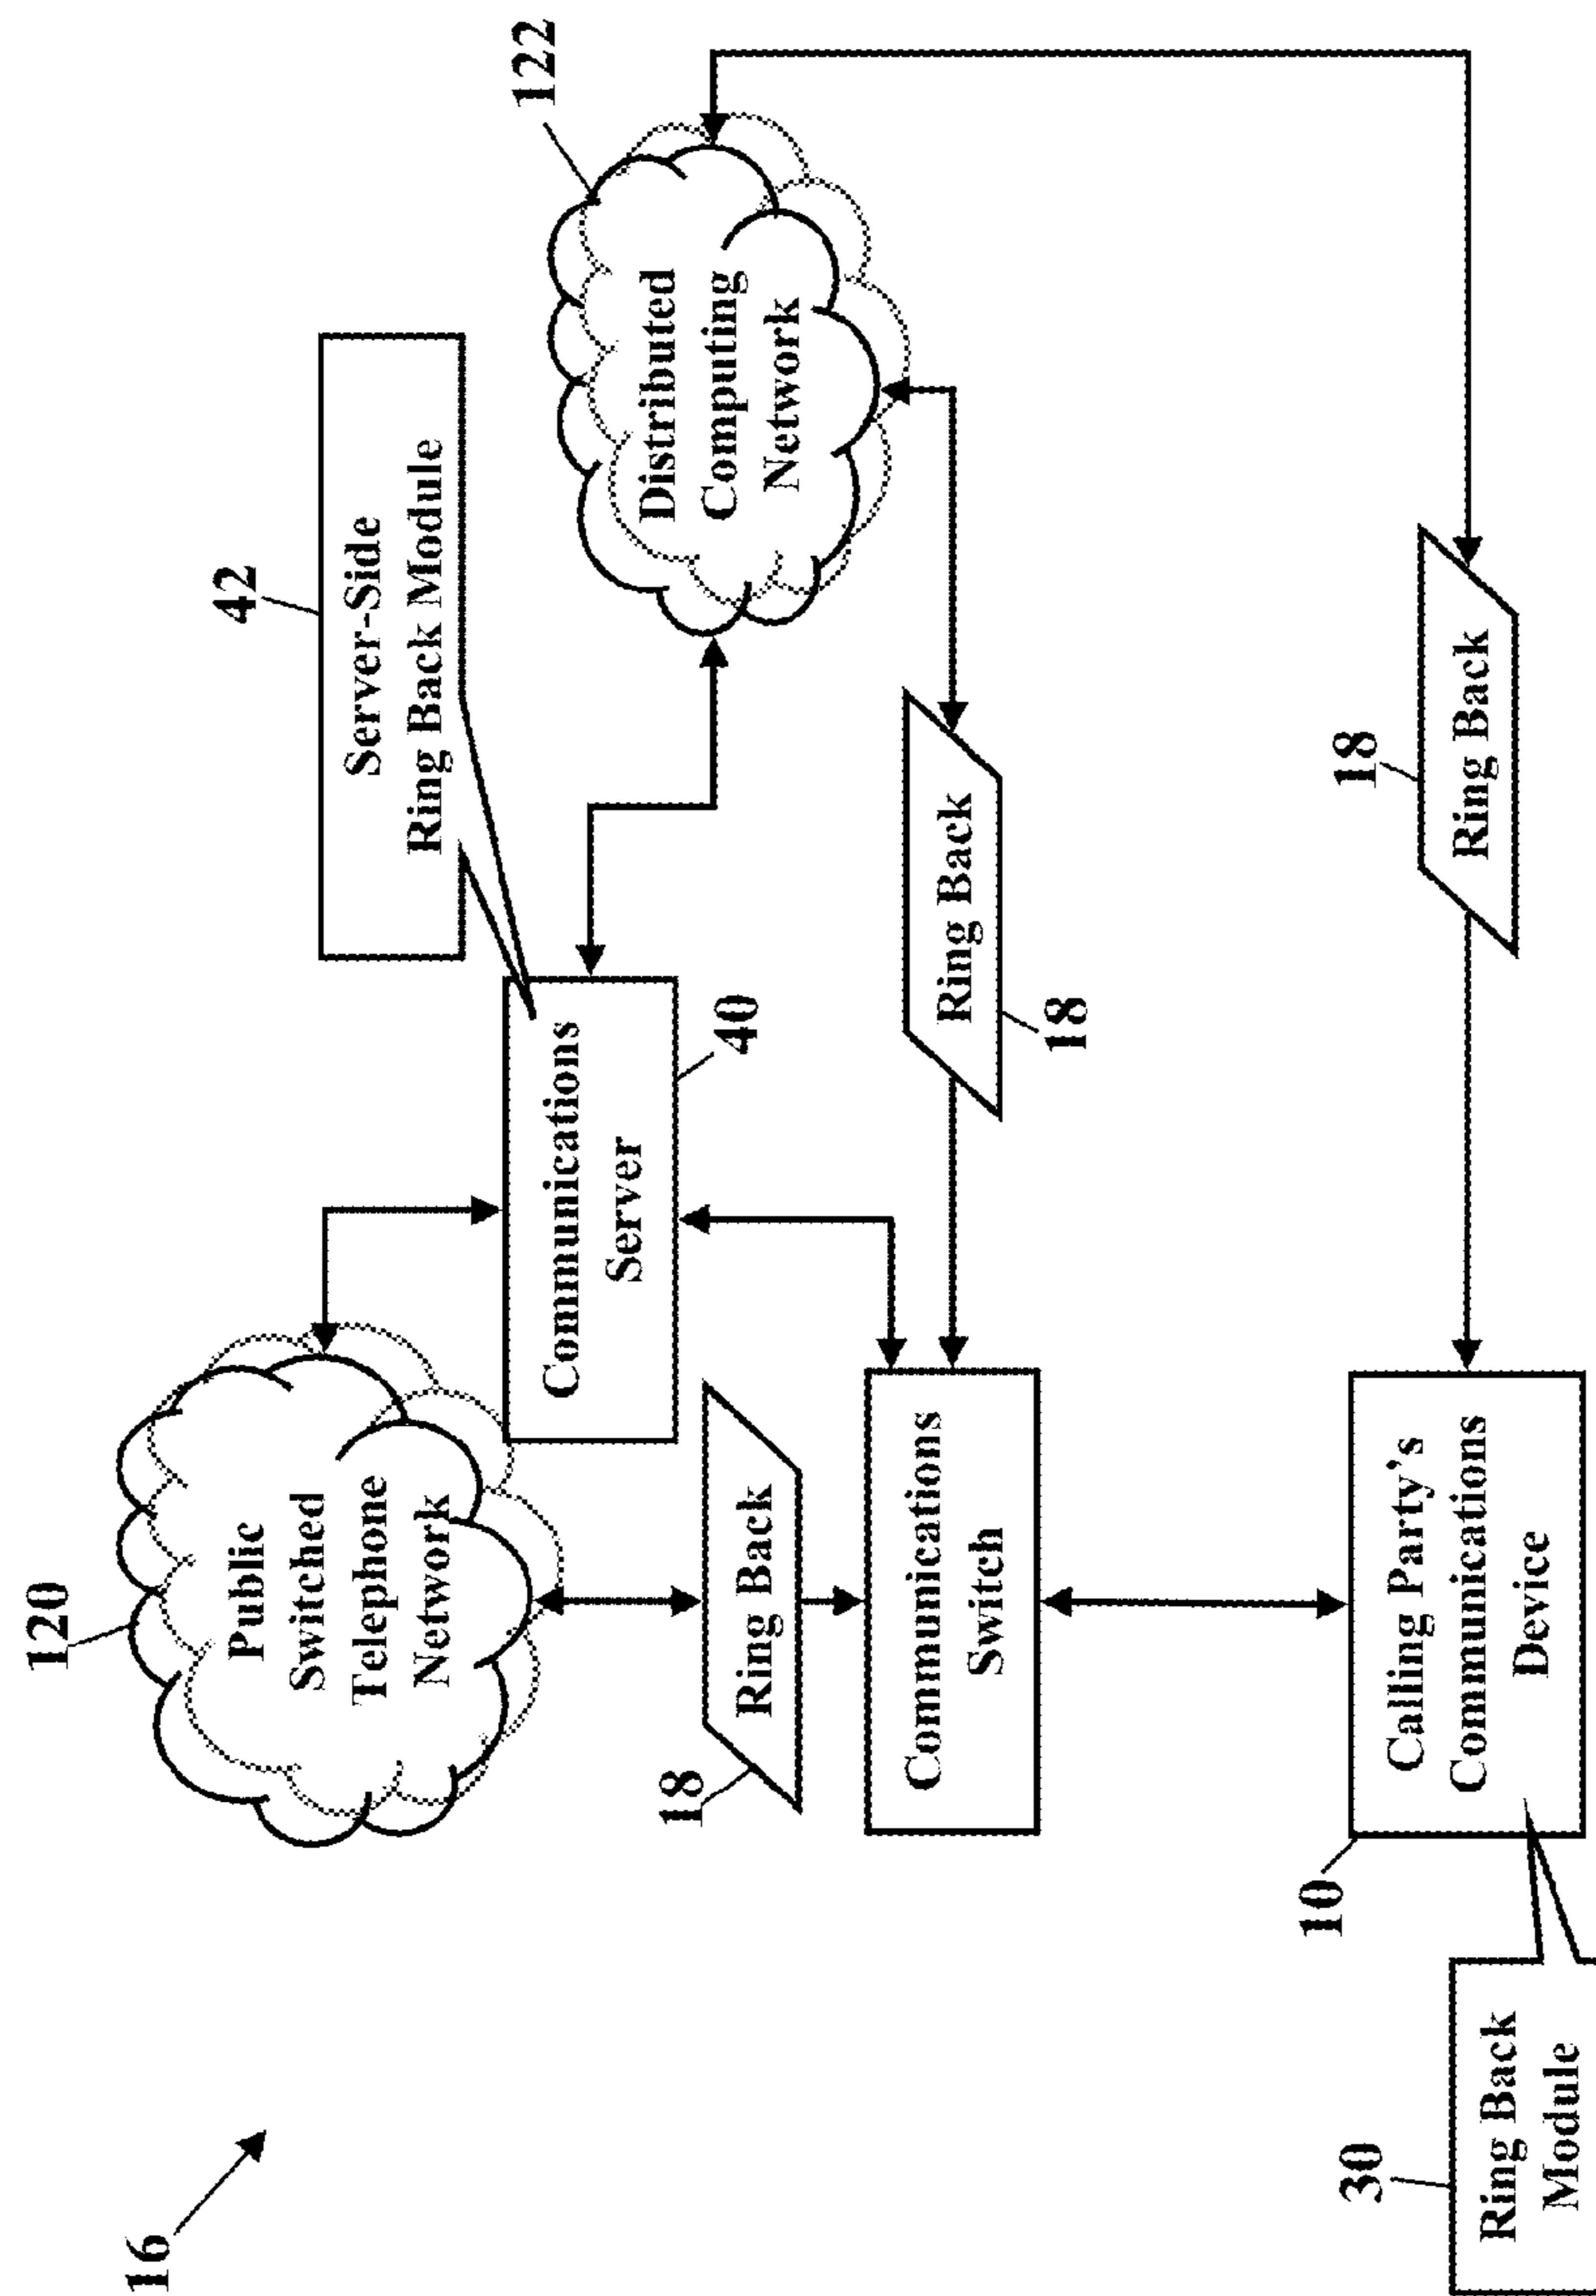 16
120
Public
Switched
Telephone
Network
42
Server-Side
Ring Back Module
122
Distributed
Computing
Network
Communications
Server
40
18
Ring Back
Communications
Switch
Ring Back
18
10
Calling Party's
Communications
Device
18
Ring Back
30
Ring Back
Module